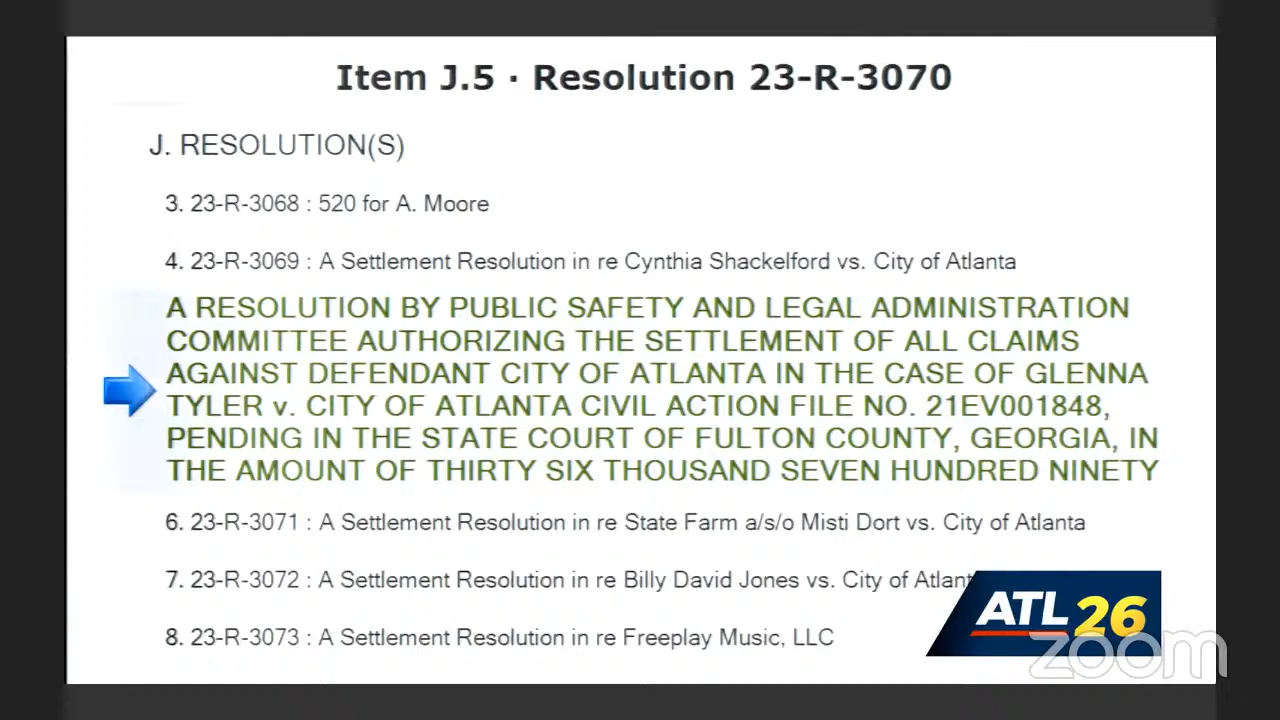 Item J.5 · Resolution 23-R-3070
J. RESOLUTION(S)
3. 23-R-3068 : 520 for A. Moore
4. 23-R-3069 : A Settlement Resolution in re Cynthia Shackelford vs. City of Atlanta
A RESOLUTION BY PUBLIC SAFETY AND LEGAL ADMINISTRATION
COMMITTEE AUTHORIZING THE SETTLEMENT OF ALL CLAIMS
AGAINST DEFENDANT CITY OF ATLANTA IN THE CASE OF GLENNA
TYLER v. CITY OF ATLANTA CIVIL ACTION FILE NO. 21EV001848,
PENDING IN THE STATE COURT OF FULTON COUNTY, GEORGIA, IN
THE AMOUNT OF THIRTY SIX THOUSAND SEVEN HUNDRED NINETY
6. 23-R-3071 : A Settlement Resolution in re State Farm a/s/o Misti Dort vs. City of Atlanta
7. 23-R-3072 : A Settlement Resolution in re Billy David Jones vs. City of Atlant
8. 23-R-3073 : A Settlement Resolution in re Freeplay Music, LLC
ATL 26
zoom